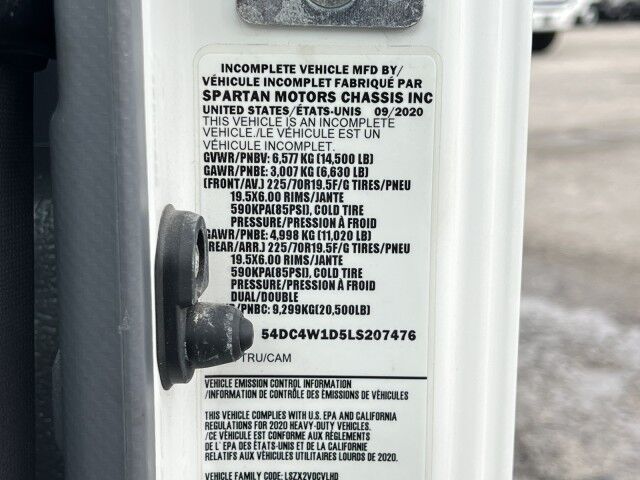 INCOMPLETE VEHICLE MFD BY/
VÉHICULE INCOMPLET FABRIQUÉ PAR
SPARTAN MOTORS CHASSIS INC
UNITED STATES/ÉTATS-UNIS 09/2020
THIS VEHICLE IS AN INCOMPLETE
VEHICLE./LE VÉHICULE EST UN
VÉHICULE INCOMPLET.
GVWR/PNBV: 6,577 KG (14,500 LB)
GAWR/PNBE: 3,007 KG (6,630 LB)
(FRONT/AV.) 225/70R19.5F/G TIRES/PNEU
19.5X6.00 RIMS/JANTE
590KPA(85PSI), COLD TIRE
PRESSURE/PRESSION À FROID
GAWR/PNBE: 4,998 KG (11,020 LB)
REAR/ARR.) 225/70R19.5F/G TIRES/PNEU
19.5X6.00 RIMS/JANTE
590KPA(85PSI), COLD TIRE
PRESSURE/PRESSION À FROID
DUAL/DOUBLE
/PNBC: 9,299KG(20,500LB)
54DC4W1D5LS207476
TRU/CAM
VEHICLE EMISSION CONTROL INFORMATION
/INFORMATION DE CONTRÔLE DES ÉMISSIONS DE VÉHICULES
THIS VEHICLE COMPLIES WITH U.S. EPA AND CALIFORNIA
REGULATIONS FOR 2020 HEAVY-DUTY VEHICLES.
/CE VÉHICULE EST CONFORME AUX RÈGLEMENTS
DE L'EPA DES ÉTATS-UNIS ET DE LA CALIFORNIE
RELATIVES AUX VÉHICULES UTILITAIRES LOURDS DE 2020.
VEHICLE FAMILY CODE: LSZX2VOCVLHD